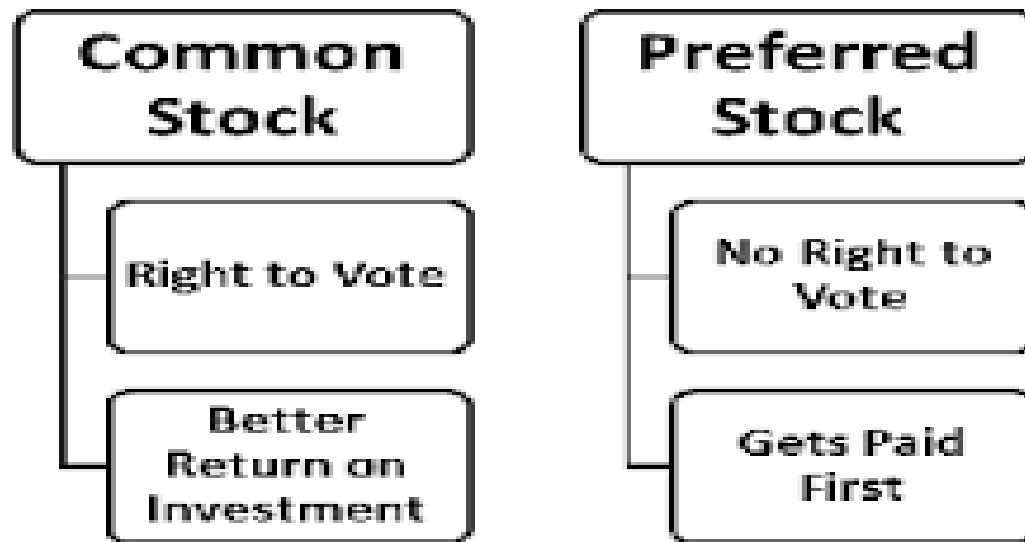 Common
Stock
Right to Vote
Better
Return on
Investment
Preferred
Stock
No Right to
Vote
Gets Paid
First